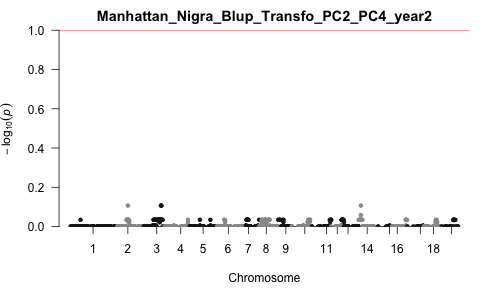 Manhattan_Nigra_Blup_Transfo_PC2_PC4_year2
1.0
0.8
0.6
0.4
0.2
0.0
− log10(p)
1 2 3 4 5 6 7 8 9 11 14 16 18
Chromosome